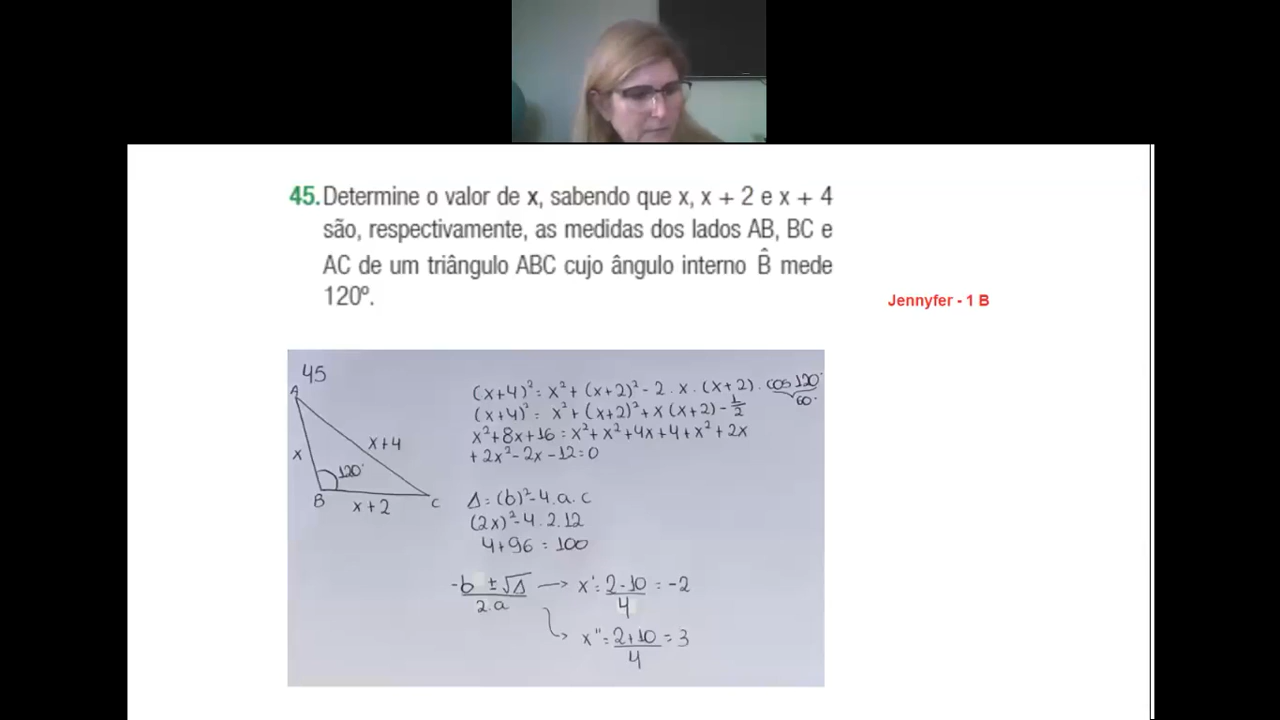 45. Determine o valor de x, sabendo que x, x + 2 e x + 4
são, respectivamente, as medidas dos lados AB, BC e
AC de um triângulo ABC cujo ângulo interno B̂ mede
120º.
Jennyfer - 1 B
45
A
x
x+4
120°
B
x+2
C
(x+4)² = x² + (x+2)² - 2 . x . (x+2) . cos 120°
60°
(x+4)² = x² + (x+2)² + x (x+2) - 1/2
x² + 8x + 16 = x² + x² + 4x + 4 + x² + 2x
+ 2x² - 2x - 12 = 0
Δ = (b)² - 4 . a . c
(2x)² - 4 . 2 . 12
4 + 96 = 100
-b ± √Δ → x' = 2 - 10 = -2
2.a
4
x'' = 2 + 10 = 3
4